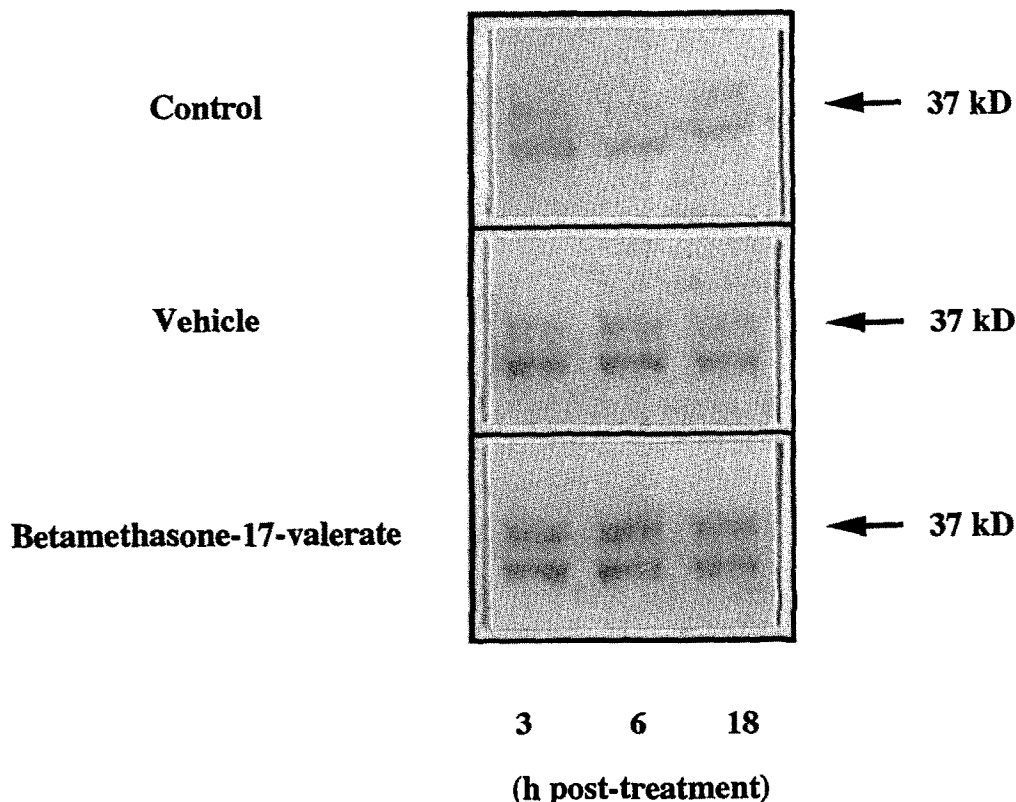 Control
37 kD
Vehicle
37 kD
Betamethasone-17-valerate
37 kD
3 6 18
(h post-treatment)